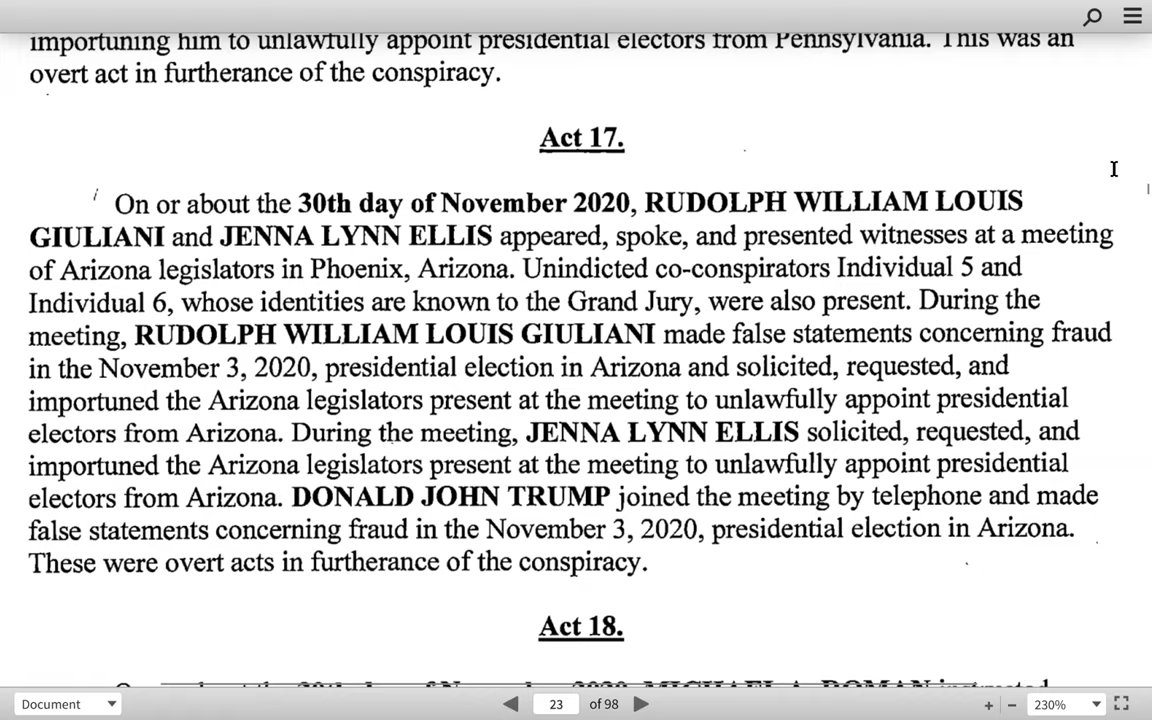 importuning him to unlawfully appoint presidential electors from Pennsylvania. This was an
overt act in furtherance of the conspiracy.
Act 17.
On or about the 30th day of November 2020, RUDOLPH WILLIAM LOUIS
GIULIANI and JENNA LYNN ELLIS appeared, spoke, and presented witnesses at a meeting
of Arizona legislators in Phoenix, Arizona. Unindicted co-conspirators Individual 5 and
Individual 6, whose identities are known to the Grand Jury, were also present. During the
meeting, RUDOLPH WILLIAM LOUIS GIULIANI made false statements concerning fraud
in the November 3, 2020, presidential election in Arizona and solicited, requested, and
importuned the Arizona legislators present at the meeting to unlawfully appoint presidential
electors from Arizona. During the meeting, JENNA LYNN ELLIS solicited, requested, and
importuned the Arizona legislators present at the meeting to unlawfully appoint presidential
electors from Arizona. DONALD JOHN TRUMP joined the meeting by telephone and made
false statements concerning fraud in the November 3, 2020, presidential election in Arizona.
These were overt acts in furtherance of the conspiracy.
Act 18.
Document 23 of 98 230%